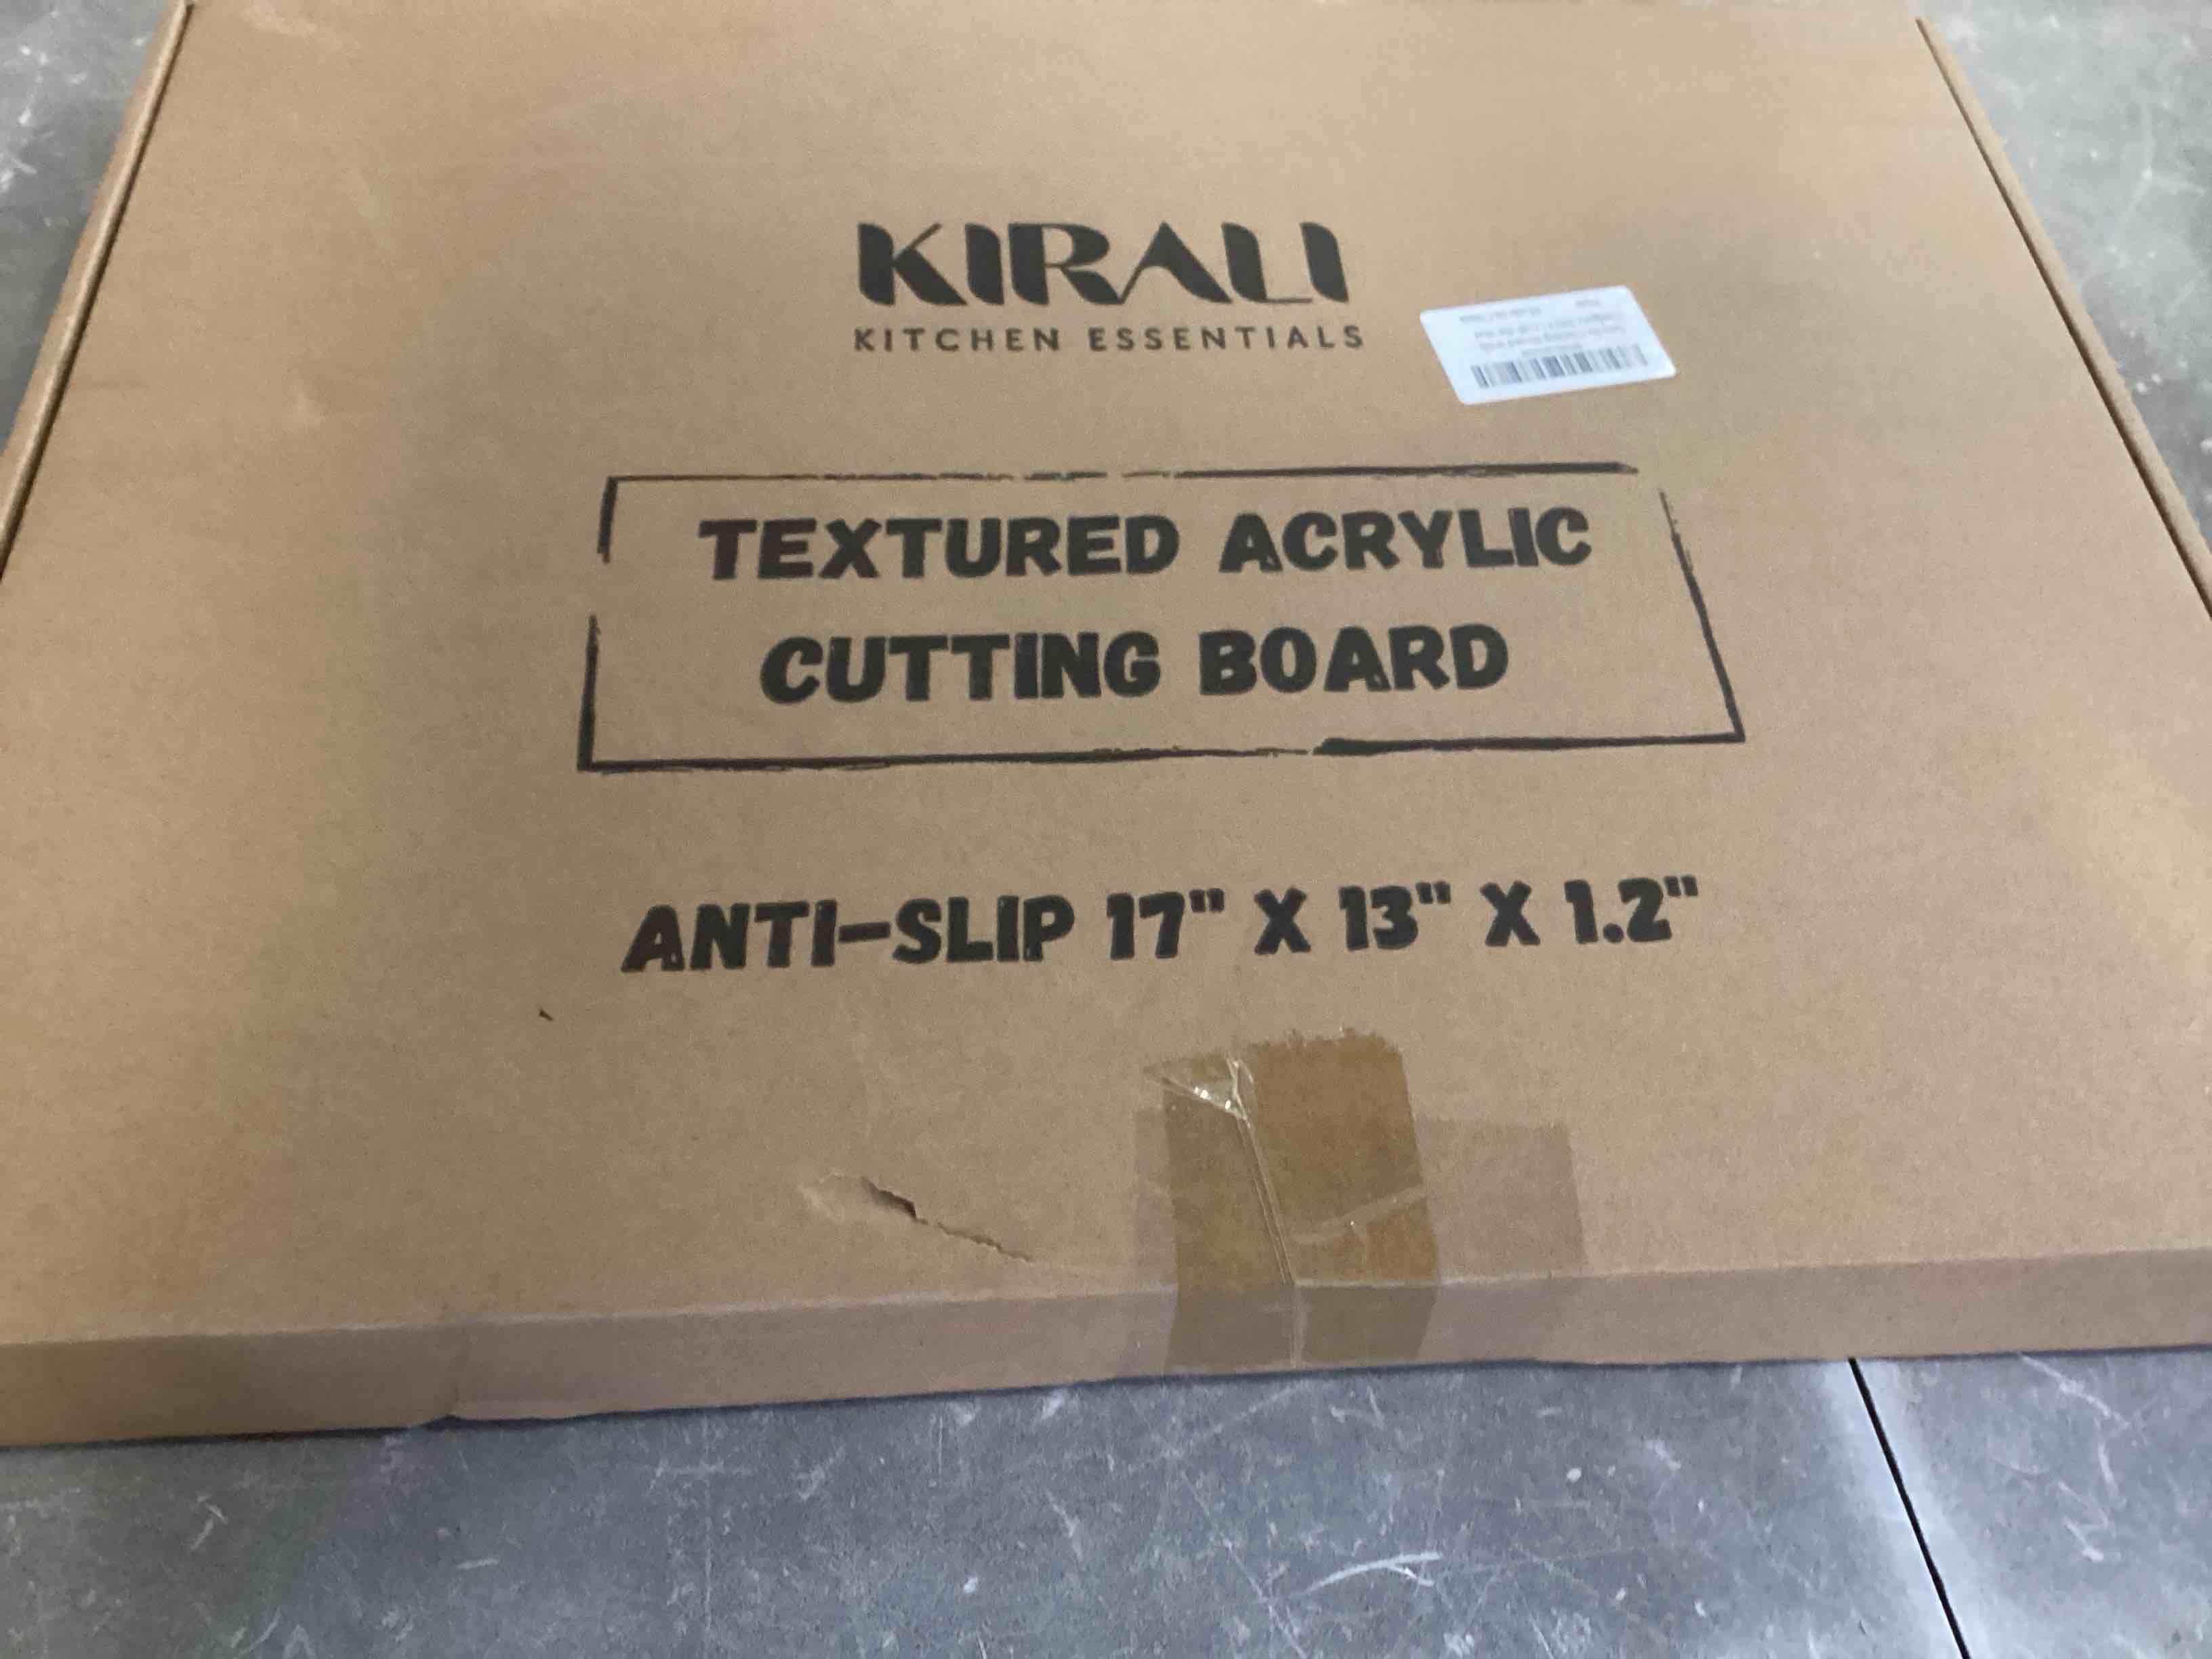 KIRALI
KITCHEN ESSENTIALS
TEXTURED ACRYLIC
CUTTING BOARD
ANTI-SLIP 17" X 13" X 1.2"